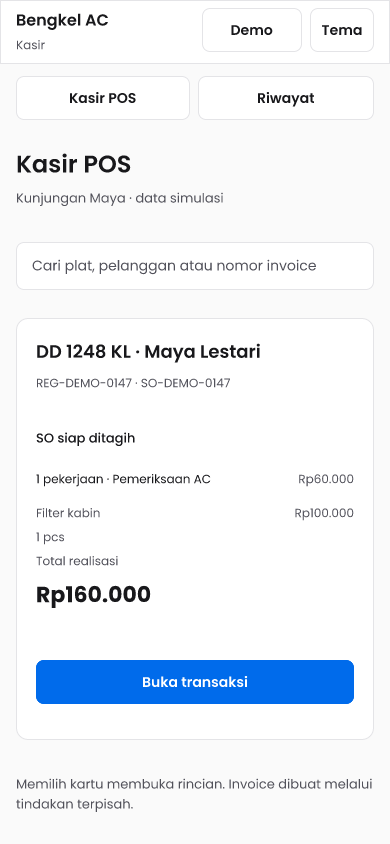 Bengkel AC
Kasir
Demo
Tema
Kasir POS
Riwayat
Kasir POS
Kunjungan Maya · data simulasi
Cari plat, pelanggan atau nomor invoice
DD 1248 KL · Maya Lestari
REG-DEMO-0147 · SO-DEMO-0147
SO siap ditagih
1 pekerjaan · Pemeriksaan AC Rp60.000
Filter kabin Rp100.000
1 pcs
Total realisasi
Rp160.000
Buka transaksi
Memilih kartu membuka rincian. Invoice dibuat melalui
tindakan terpisah.